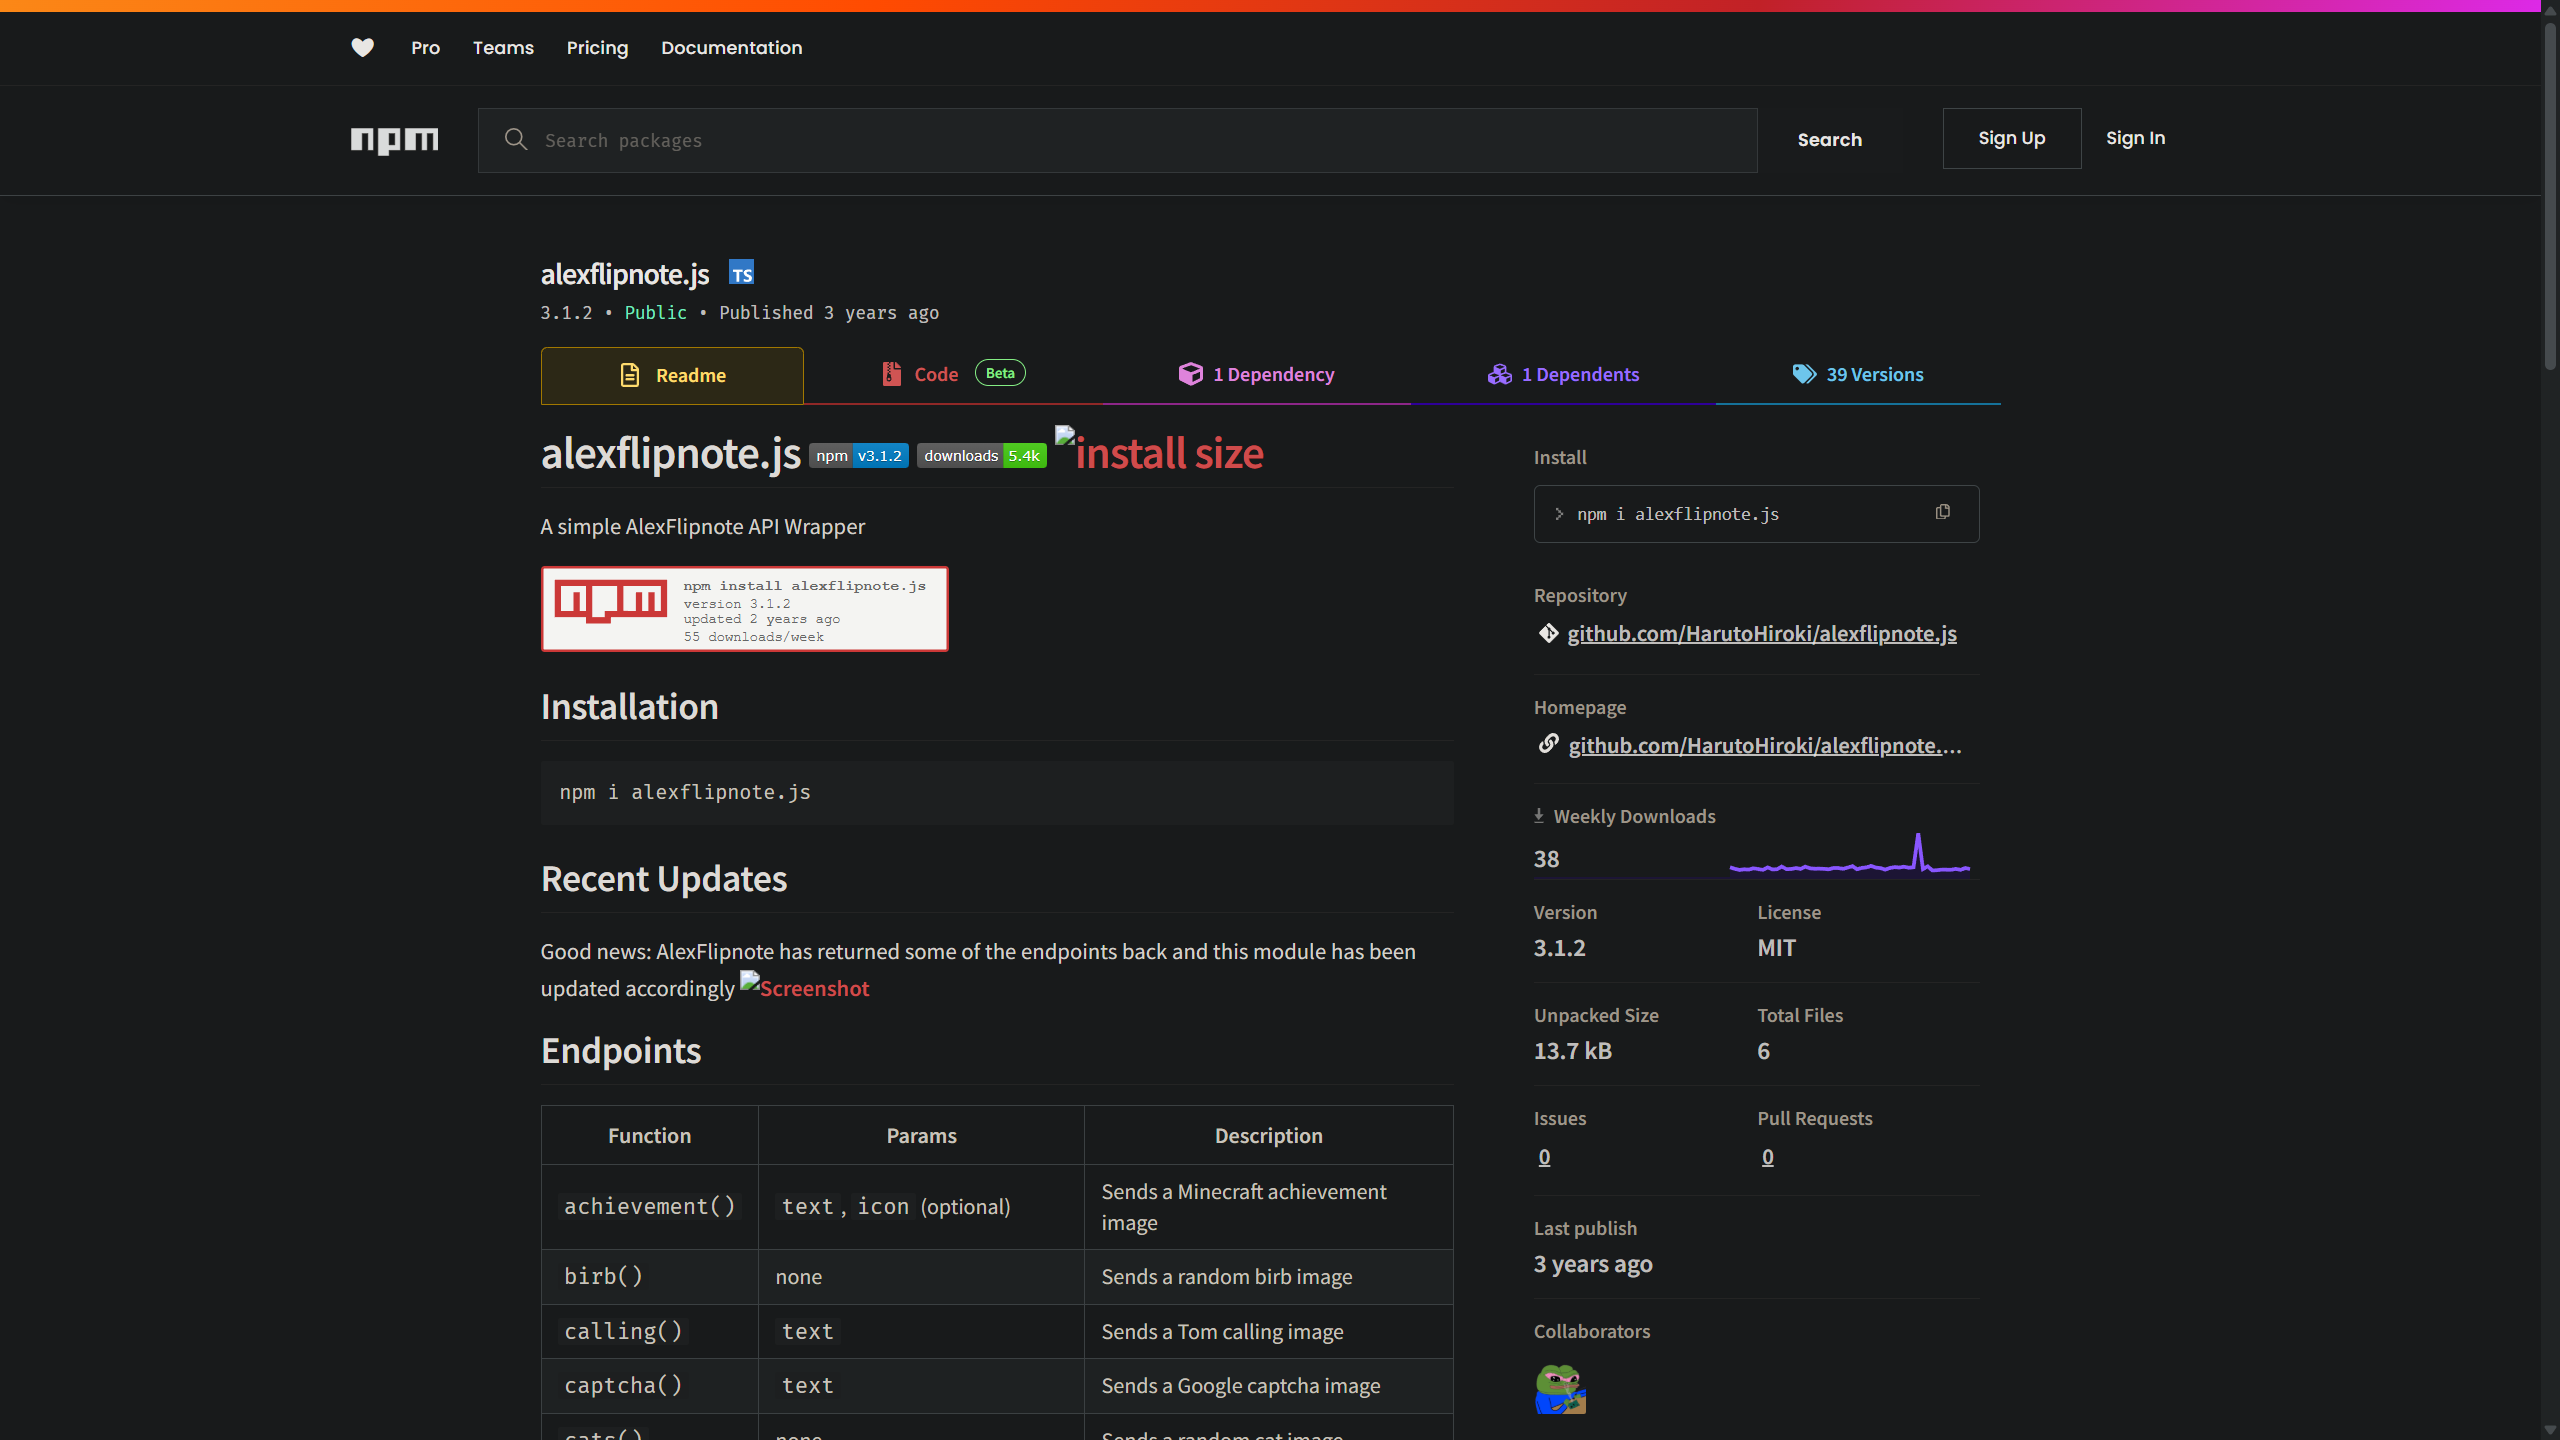 Pro Teams Pricing Documentation
npm Search packages Search Sign Up Sign In
alexflipnote.js TS
3.1.2 • Public • Published 3 years ago
Readme Code Beta 1 Dependency 1 Dependents 39 Versions
alexflipnote.js npm v3.1.2 downloads 5.4k install size
A simple AlexFlipnote API Wrapper
npm
npm install alexflipnote.js
version 3.1.2
updated 2 years ago
55 downloads/week
Installation
npm i alexflipnote.js
Recent Updates
Good news: AlexFlipnote has returned some of the endpoints back and this module has been
updated accordingly Screenshot
Endpoints
Function Params Description
achievement() text, icon (optional) Sends a Minecraft achievement
image
birb() none Sends a random birb image
calling() text Sends a Tom calling image
captcha() text Sends a Google captcha image
cats() none Sends a random cat image
Install
> npm i alexflipnote.js
Repository
github.com/HarutoHiroki/alexflipnote.js
Homepage
github.com/HarutoHiroki/alexflipnote....
Weekly Downloads
38
Version License
3.1.2 MIT
Unpacked Size Total Files
13.7 kB 6
Issues Pull Requests
0 0
Last publish
3 years ago
Collaborators